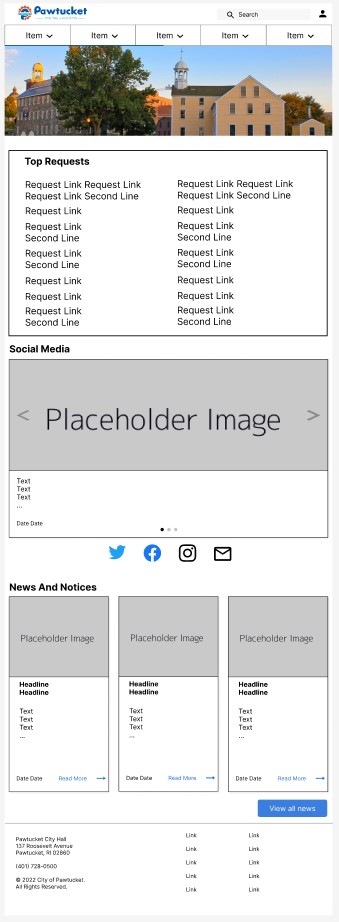 Pawtucket
Search
Item
Item
Item
Item
Item
Top Requests
Request Link Request Link
Request Link Second Line
Request Link
Request Link
Second Line
Request Link
Second Line
Request Link
Request Link
Request Link
Second Line
Request Link Request Link
Request Link Second Line
Request Link
Request Link
Second Line
Request Link
Second Line
Request Link
Request Link
Request Link
Second Line
Social Media
< Placeholder Image >
Text
Text
Text
...
Date Date
News And Notices
Placeholder Image
Headline
Headline
Text
Text
Text
...
Date Date Read More →
Placeholder Image
Headline
Headline
Text
Text
Text
...
Date Date Read More →
Placeholder Image
Headline
Headline
Text
Text
Text
...
Date Date Read More →
View all news
Pawtucket City Hall
137 Roosevelt Avenue
Pawtucket, RI 02860
(401) 728-0500
© 2022 City of Pawtucket.
All Rights Reserved.
Link
Link
Link
Link
Link
Link
Link
Link
Link
Link